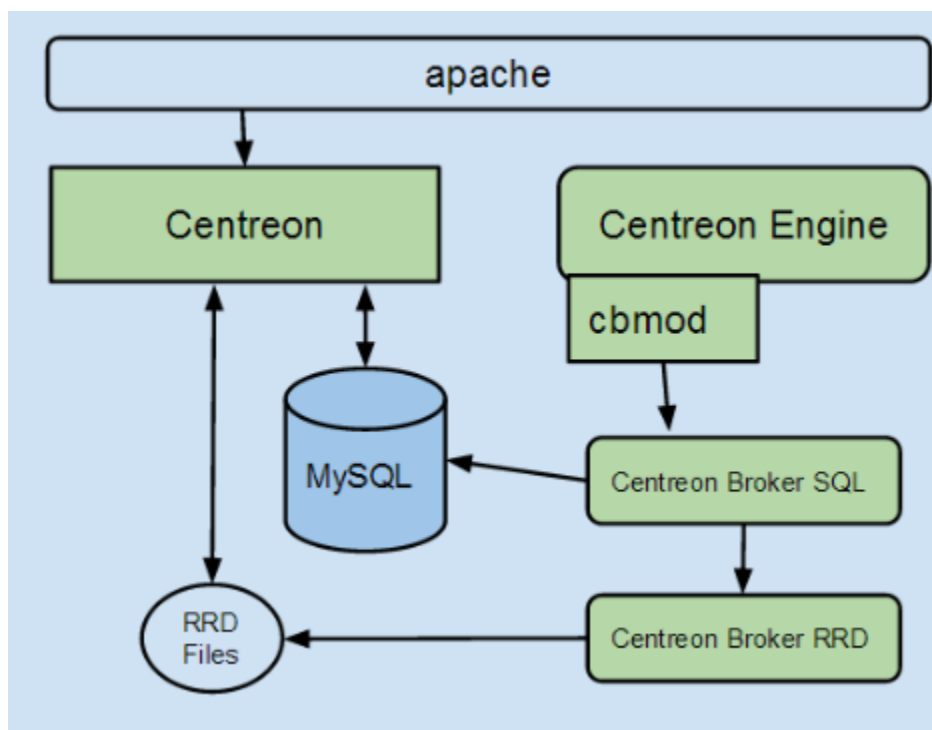 apache
Centreon
Centreon Engine
cbmod
MySQL
Centreon Broker SQL
RRD
Files
Centreon Broker RRD